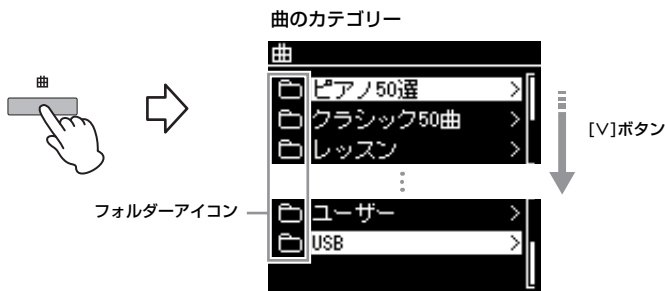 曲のカテゴリー
曲
曲
ピアノ50選
クラシック50曲
レッスン
[∨]ボタン
フォルダーアイコン
ユーザー
USB